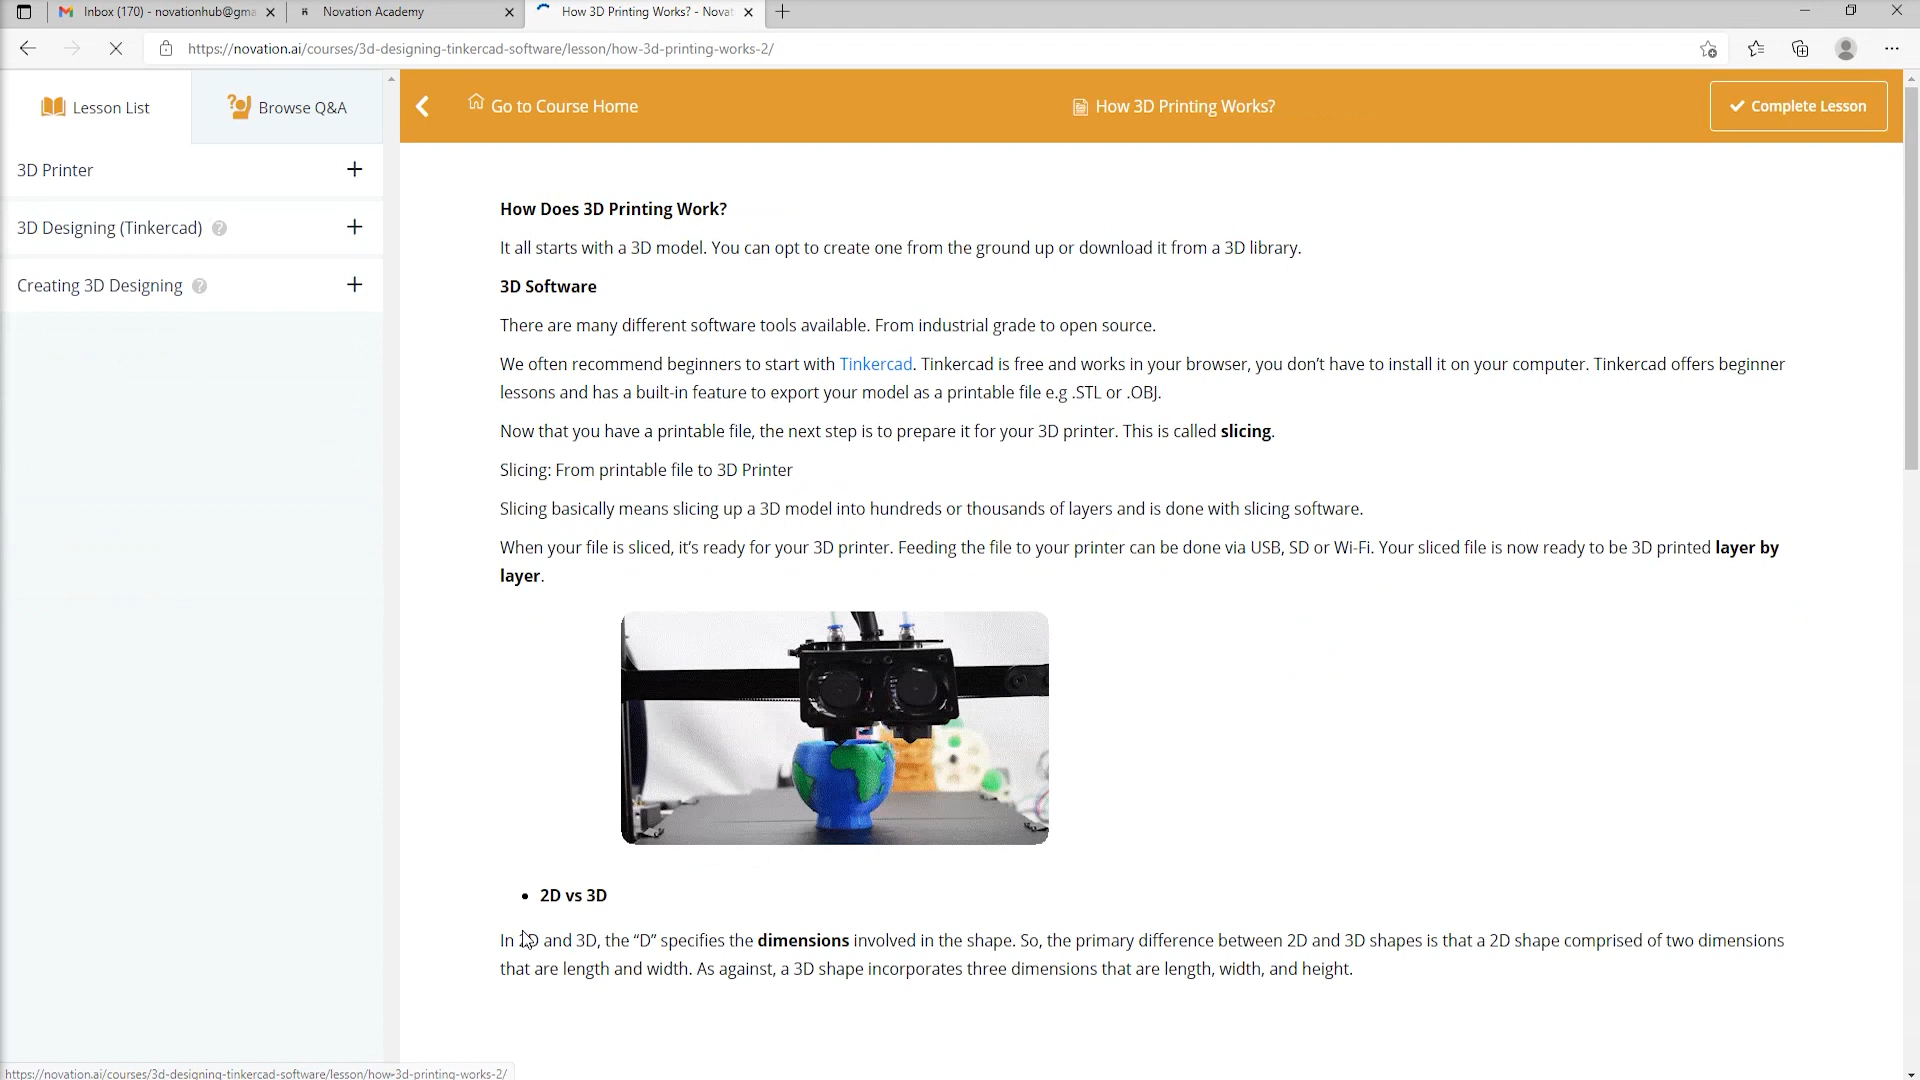 Inbox (170) - novationhub@gma
Novation Academy
How 3D Printing Works? - Novat
https://novation.ai/courses/3d-designing-tinkercad-software/lesson/how-3d-printing-works-2/
Lesson List
Browse Q&A
Go to Course Home
How 3D Printing Works?
Complete Lesson
3D Printer
3D Designing (Tinkercad)
Creating 3D Designing
How Does 3D Printing Work?
It all starts with a 3D model. You can opt to create one from the ground up or download it from a 3D library.
3D Software
There are many different software tools available. From industrial grade to open source.
We often recommend beginners to start with Tinkercad. Tinkercad is free and works in your browser, you don’t have to install it on your computer. Tinkercad offers beginner
lessons and has a built-in feature to export your model as a printable file e.g .STL or .OBJ.
Now that you have a printable file, the next step is to prepare it for your 3D printer. This is called slicing.
Slicing: From printable file to 3D Printer
Slicing basically means slicing up a 3D model into hundreds or thousands of layers and is done with slicing software.
When your file is sliced, it’s ready for your 3D printer. Feeding the file to your printer can be done via USB, SD or Wi-Fi. Your sliced file is now ready to be 3D printed layer by
layer.
2D vs 3D
In 2D and 3D, the “D” specifies the dimensions involved in the shape. So, the primary difference between 2D and 3D shapes is that a 2D shape comprised of two dimensions
that are length and width. As against, a 3D shape incorporates three dimensions that are length, width, and height.
https://novation.ai/courses/3d-designing-tinkercad-software/lesson/how-3d-printing-works-2/